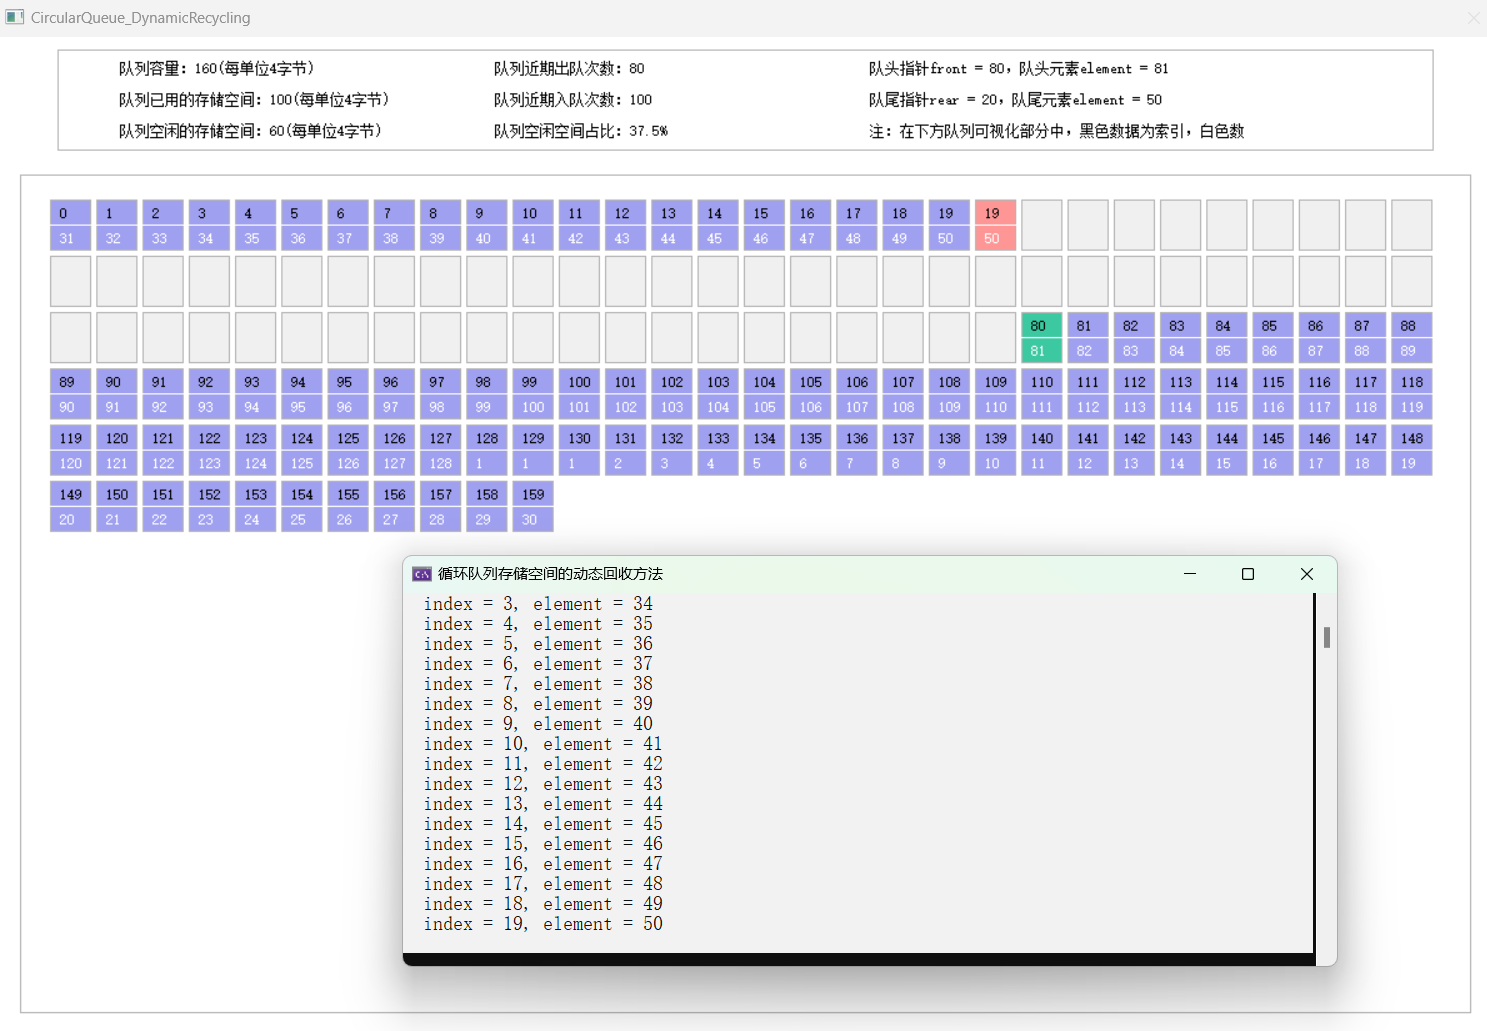 CircularQueue_DynamicRecycling
队列容量：160(每单位4字节) 队列近期出队次数：80 队头指针front = 80，队头元素element = 81
队列已用的存储空间：100(每单位4字节) 队列近期入队次数：100 队尾指针rear = 20，队尾元素element = 50
队列空闲的存储空间：60(每单位4字节) 队列空闲空间占比：37.5% 注：在下方队列可视化部分中，黑色数据为索引，白色数
0 1 2 3 4 5 6 7 8 9 10 11 12 13 14 15 16 17 18 19 19
31 32 33 34 35 36 37 38 39 40 41 42 43 44 45 46 47 48 49 50 50
80 81 82 83 84 85 86 87 88
81 82 83 84 85 86 87 88 89
89 90 91 92 93 94 95 96 97 98 99 100 101 102 103 104 105 106 107 108 109 110 111 112 113 114 115 116 117 118
90 91 92 93 94 95 96 97 98 99 100 101 102 103 104 105 106 107 108 109 110 111 112 113 114 115 116 117 118 119
119 120 121 122 123 124 125 126 127 128 129 130 131 132 133 134 135 136 137 138 139 140 141 142 143 144 145 146 147 148
120 121 122 123 124 125 126 127 128 1 1 1 2 3 4 5 6 7 8 9 10 11 12 13 14 15 16 17 18 19
149 150 151 152 153 154 155 156 157 158 159
20 21 22 23 24 25 26 27 28 29 30
循环队列存储空间的动态回收方法
index = 3, element = 34
index = 4, element = 35
index = 5, element = 36
index = 6, element = 37
index = 7, element = 38
index = 8, element = 39
index = 9, element = 40
index = 10, element = 41
index = 11, element = 42
index = 12, element = 43
index = 13, element = 44
index = 14, element = 45
index = 15, element = 46
index = 16, element = 47
index = 17, element = 48
index = 18, element = 49
index = 19, element = 50